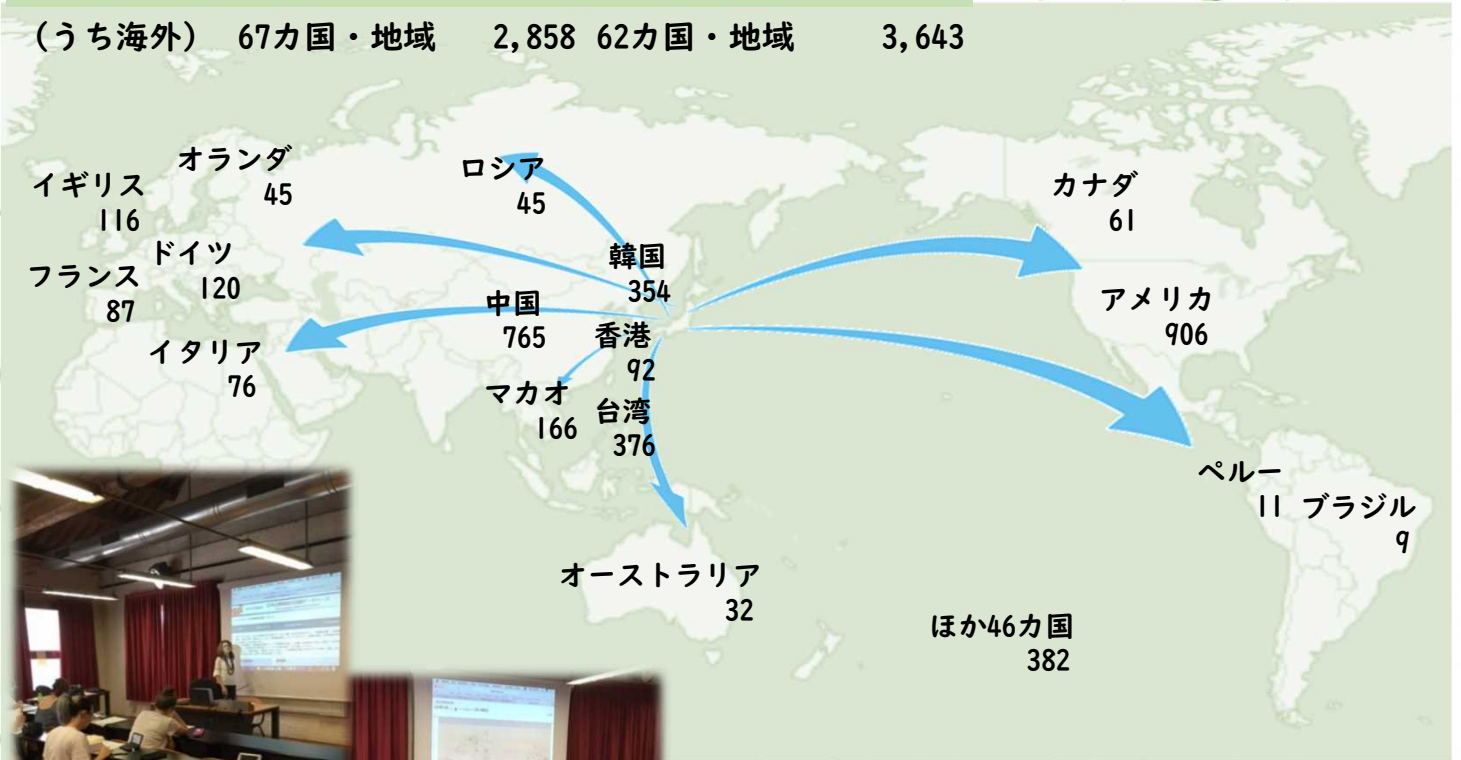 (うち海外) 67カ国・地域 2,858 62カ国・地域 3,643
オランダ
45
イギリス
116
ドイツ
120
フランス
87
イタリア
76
ロシア
45
韓国
354
中国
765
香港
92
マカオ
166
台湾
376
カナダ
61
アメリカ
906
ペルー
11
ブラジル
9
オーストラリア
32
ほか46カ国
382